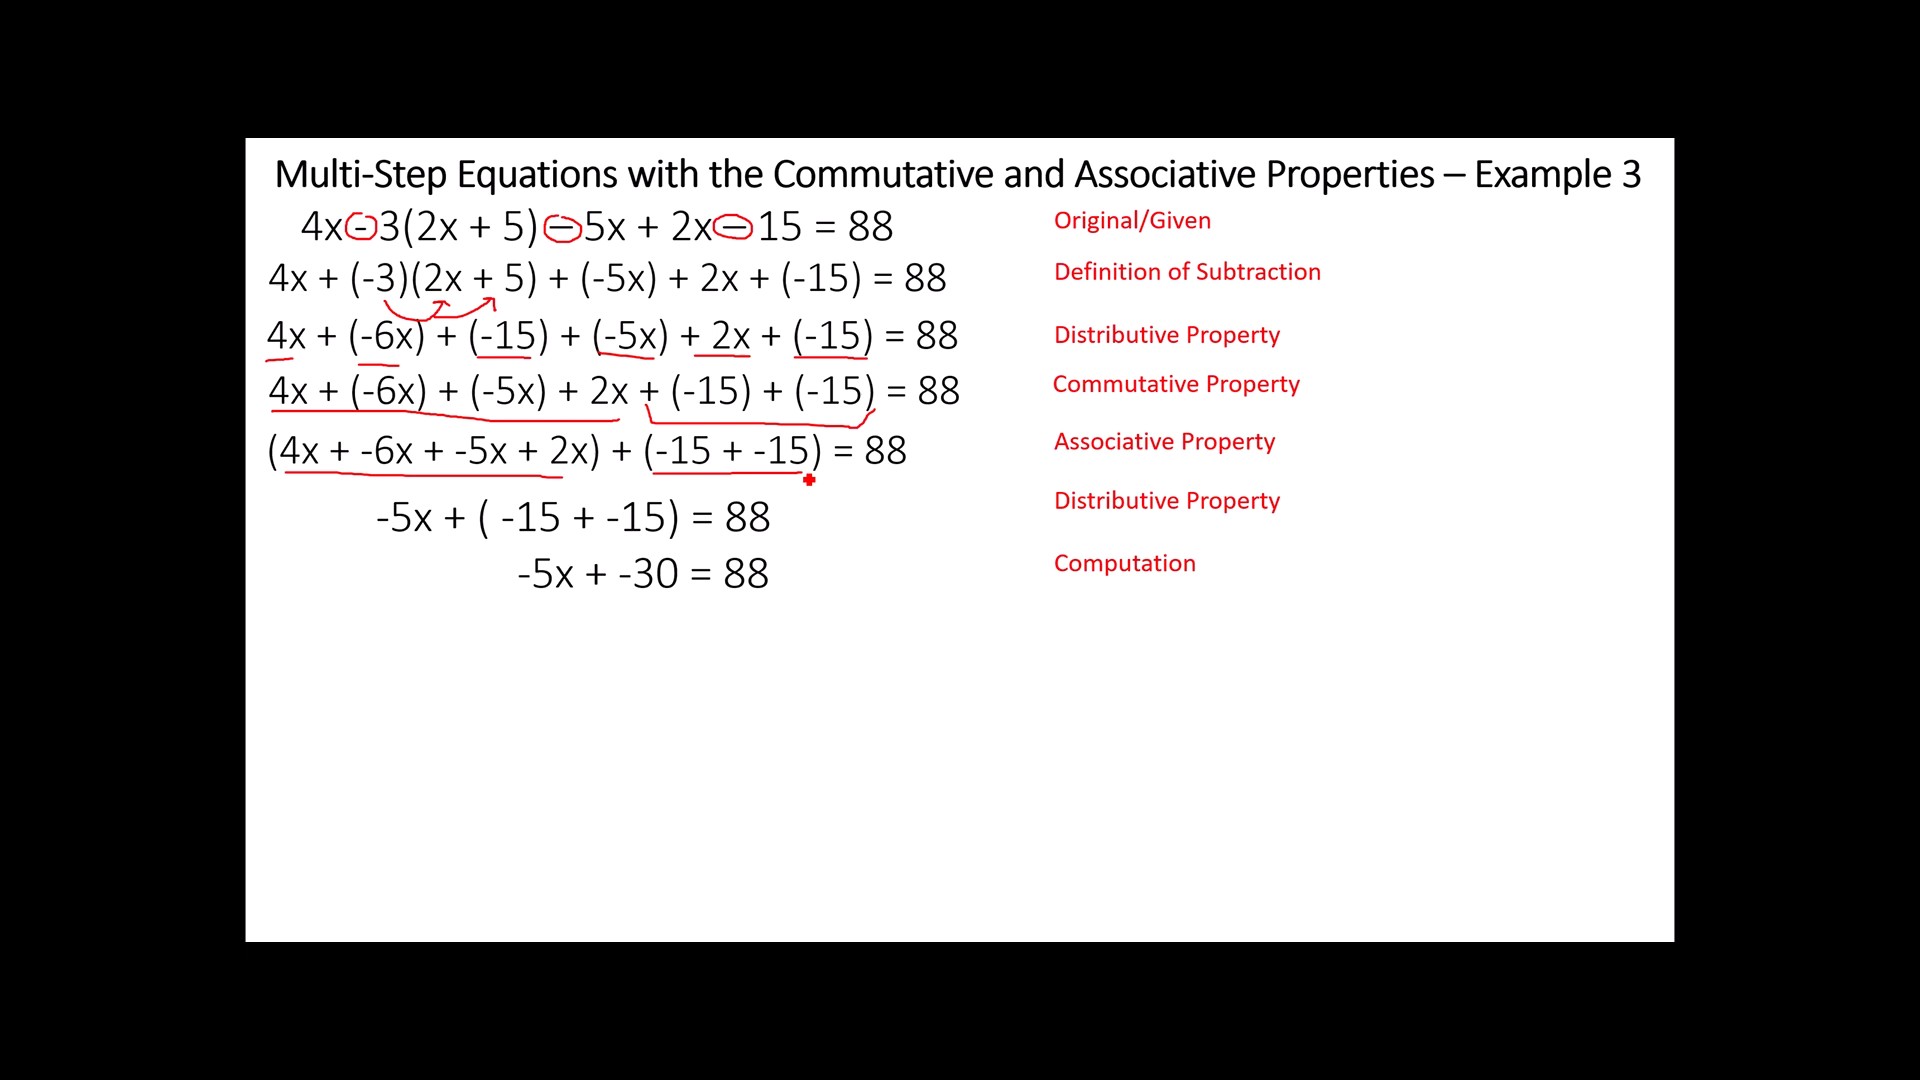 Multi-Step Equations with the Commutative and Associative Properties – Example 3
4x - 3(2x + 5) – 5x + 2x – 15 = 88 Original/Given
4x + (-3)(2x + 5) + (-5x) + 2x + (-15) = 88 Definition of Subtraction
4x + (-6x) + (-15) + (-5x) + 2x + (-15) = 88 Distributive Property
4x + (-6x) + (-5x) + 2x + (-15) + (-15) = 88 Commutative Property
(4x + -6x + -5x + 2x) + (-15 + -15) = 88 Associative Property
-5x + ( -15 + -15) = 88 Distributive Property
-5x + -30 = 88 Computation